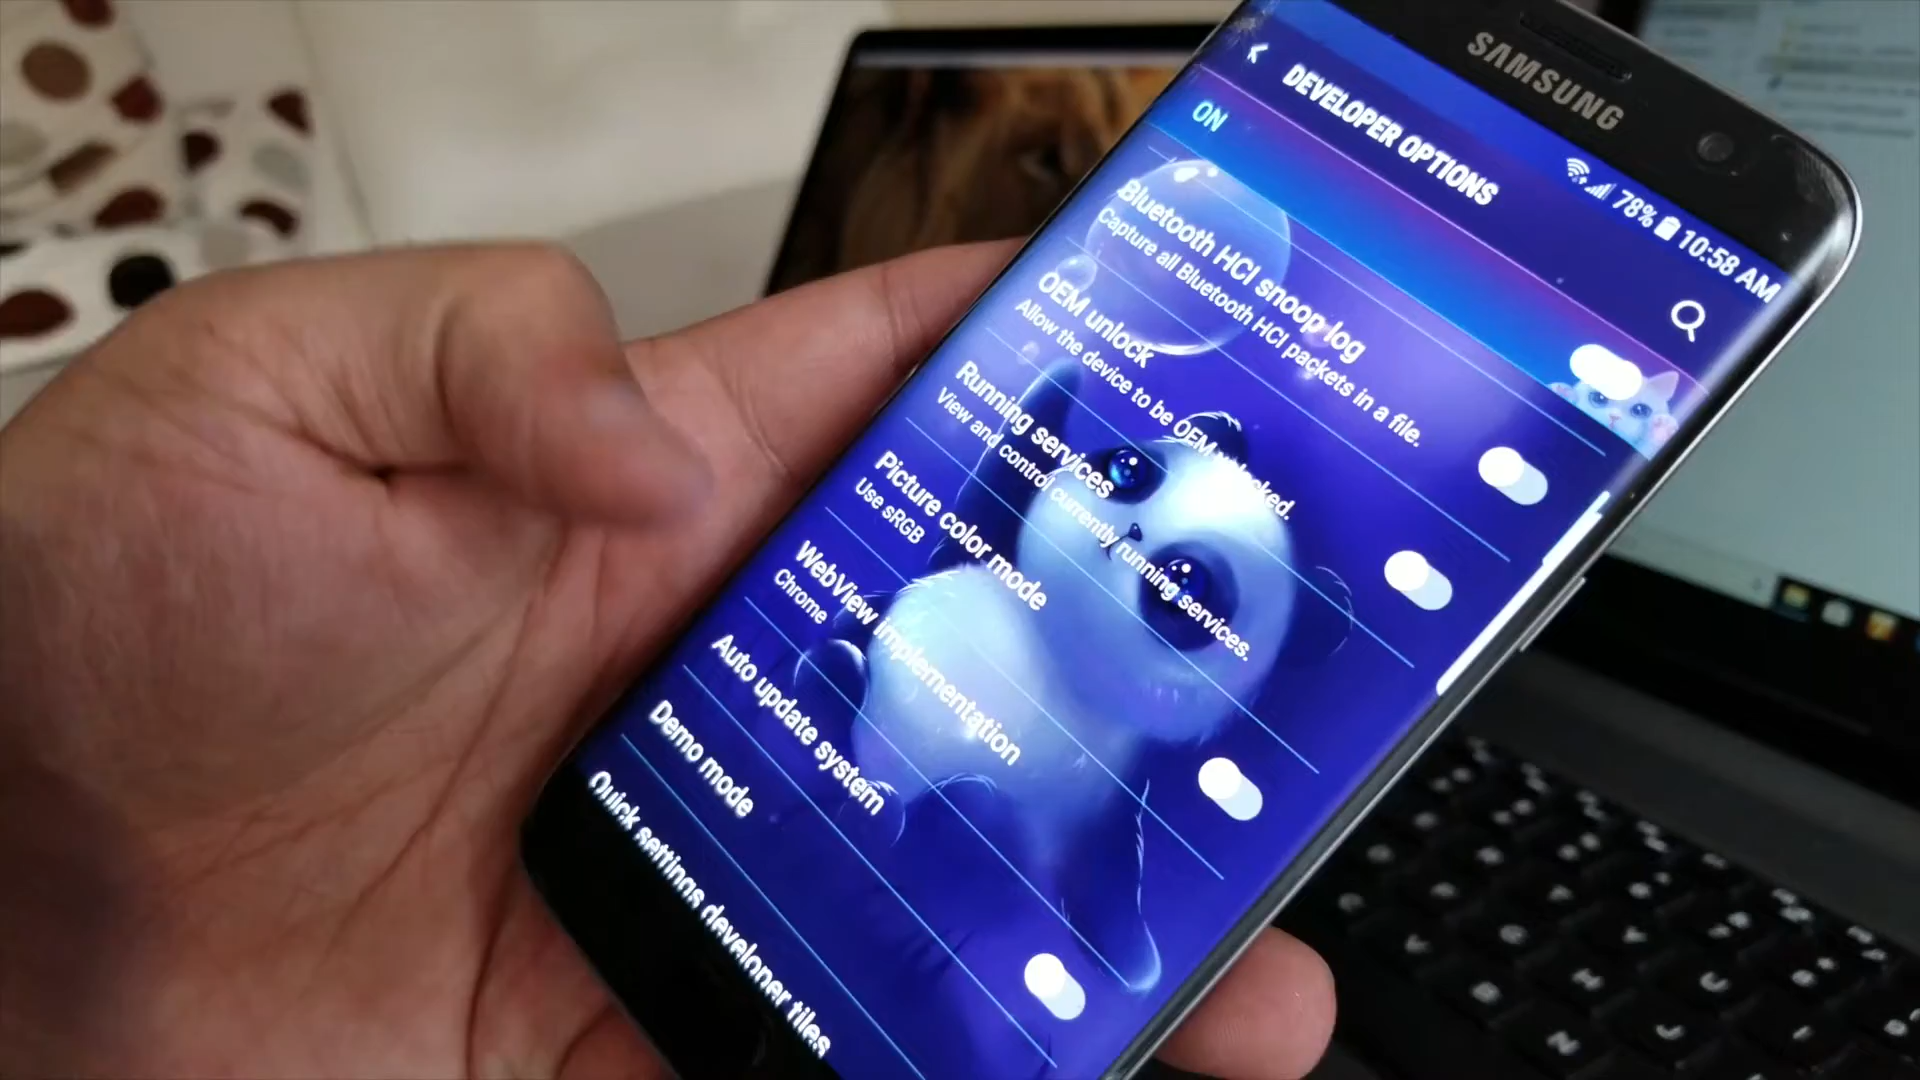 SAMSUNG
78% 10:58 AM
DEVELOPER OPTIONS
ON
Bluetooth HCI snoop log
Capture all Bluetooth HCI packets in a file.
OEM unlock
Allow the device to be OEM unlocked.
Running services
View and control currently running services.
Picture color mode
Use sRGB
WebView implementation
Chrome
Auto update system
Demo mode
Quick settings developer tiles